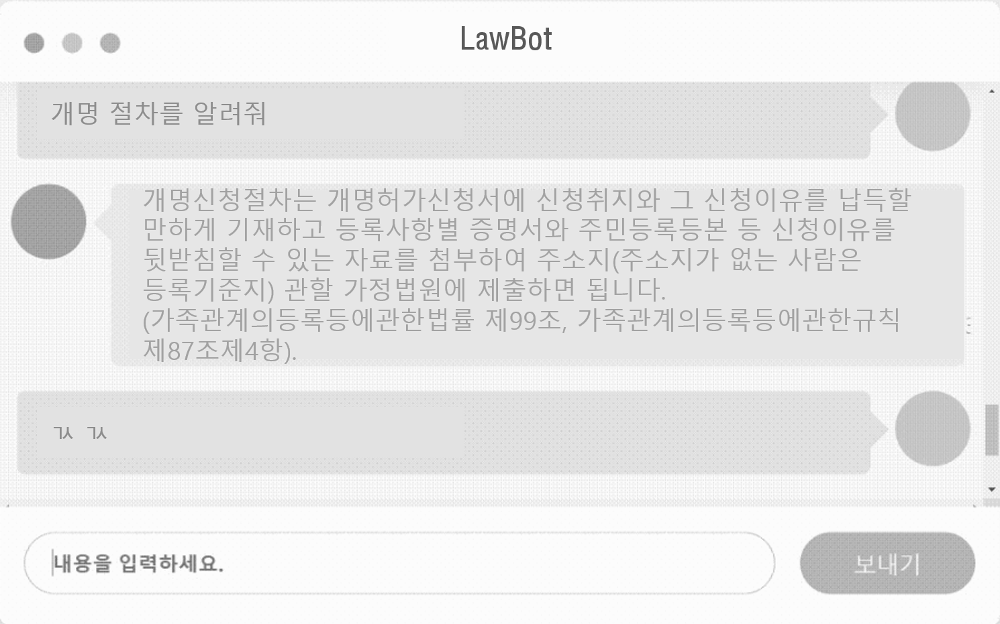 LawBot
개명 절차를 알려줘
개명신청절차는 개명허가신청서에 신청취지와 그 신청이유를 납득할
만하게 기재하고 등록사항별 증명서와 주민등록등본 등 신청이유를
뒷받침할 수 있는 자료를 첨부하여 주소지(주소지가 없는 사람은
등록기준지) 관할 가정법원에 제출하면 됩니다.
(가족관계의등록등에관한법률 제99조, 가족관계의등록등에관한규칙
제87조제4항).
ㄳ ㄳ
내용을 입력하세요.
보내기